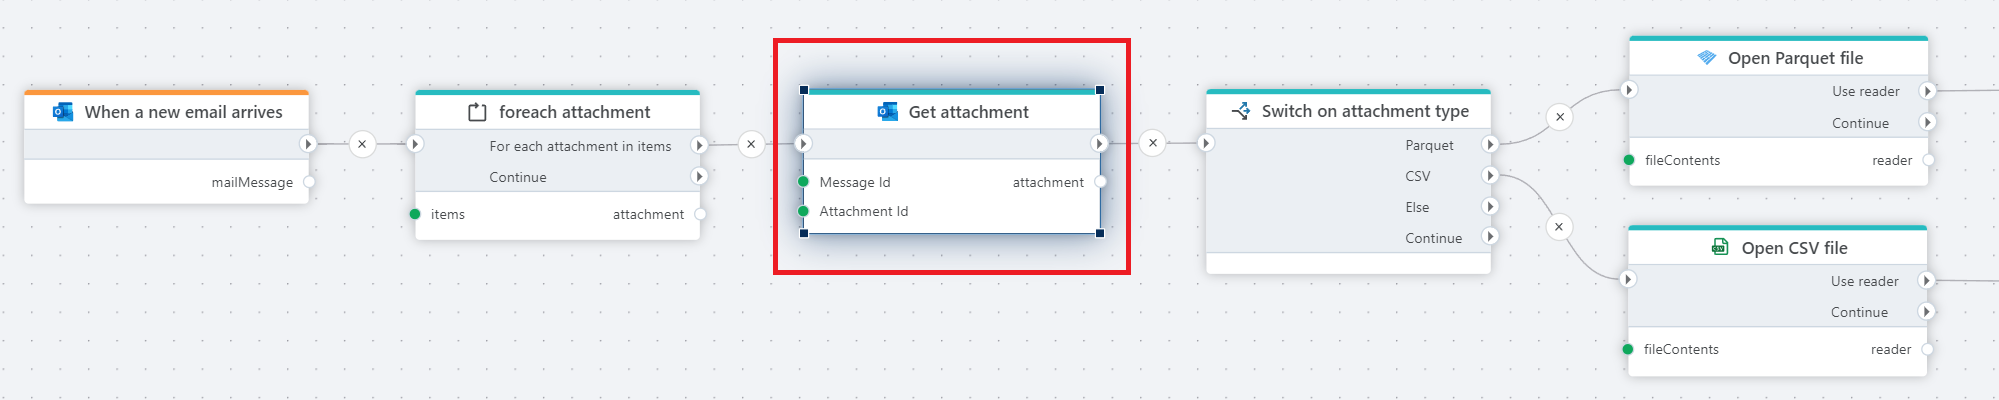 When a new email arrives
mailMessage
foreach attachment
For each attachment in items
Continue
items
attachment
Get attachment
Message Id
attachment
Attachment Id
Switch on attachment type
Parquet
CSV
Else
Continue
Open Parquet file
Use reader
Continue
fileContents
reader
Open CSV file
Use reader
Continue
fileContents
reader